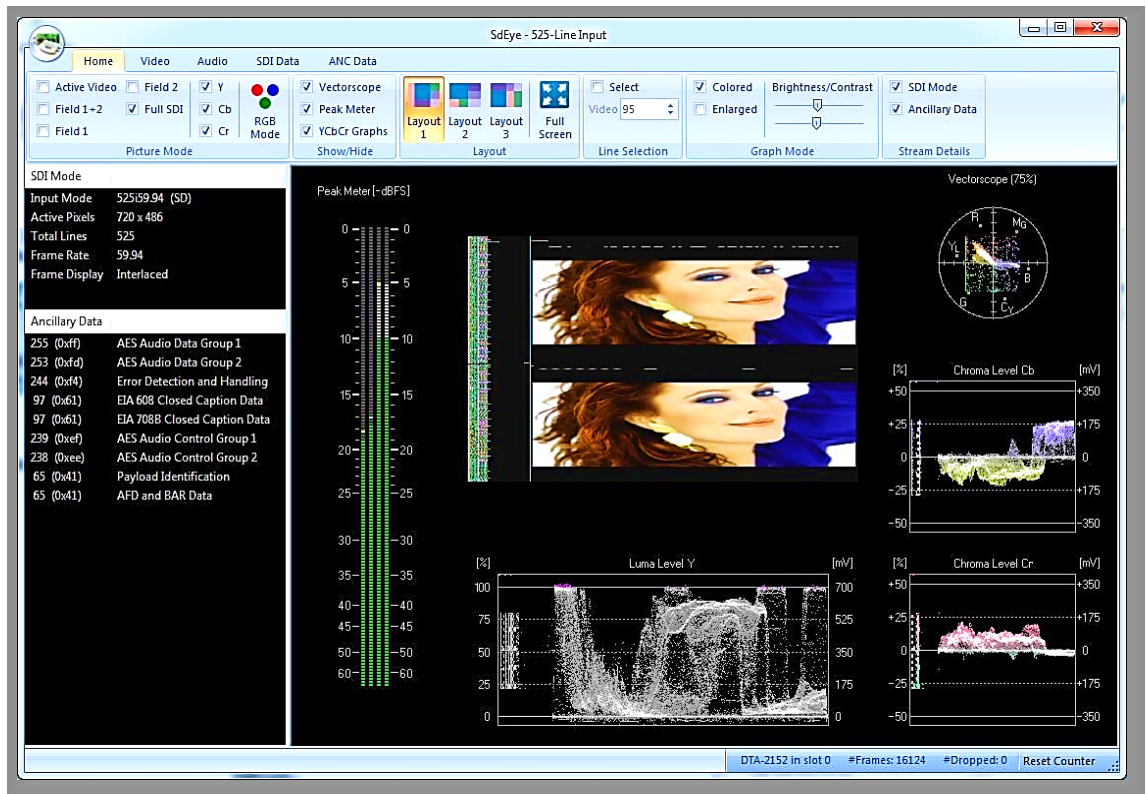 SdEye - 525-Line Input
Home Video Audio SDI Data ANC Data
Active Video Field 2 Y
Field 1+2 Full SDI Cb
Field 1 Cr
RGB
Mode
Picture Mode
Vectorscope
Peak Meter
YCbCr Graphs
Show/Hide
Layout
1
Layout
2
Layout
3
Full
Screen
Layout
Select
Video 95
Line Selection
Colored
Enlarged
Brightness/Contrast
Graph Mode
SDI Mode
Ancillary Data
Stream Details
SDI Mode
Input Mode 525i59.94 (SD)
Active Pixels 720 x 486
Total Lines 525
Frame Rate 59.94
Frame Display Interlaced
Ancillary Data
255 (0xff) AES Audio Data Group 1
253 (0xfd) AES Audio Data Group 2
244 (0xf4) Error Detection and Handling
97 (0x61) EIA 608 Closed Caption Data
97 (0x61) EIA 708B Closed Caption Data
239 (0xef) AES Audio Control Group 1
238 (0xee) AES Audio Control Group 2
65 (0x41) Payload Identification
65 (0x41) AFD and BAR Data
Peak Meter [-dBFS]
0 0
5 5
10 10
15 15
20 20
25 25
30 30
35 35
40 40
45 45
50 50
60 60
Vectorscope (75%)
R
MG
YL
B
G
CY
[%] Chroma Level Cb [mV]
+50 +350
+25 +175
0 0
-25 +175
-50 -350
[%] Luma Level Y [mV]
100 700
75 525
50 350
25 175
0 0
[%] Chroma Level Cr [mV]
+50 +350
+25 +175
0 0
-25 +175
-50 -350
DTA-2152 in slot 0 #Frames: 16124 #Dropped: 0 Reset Counter